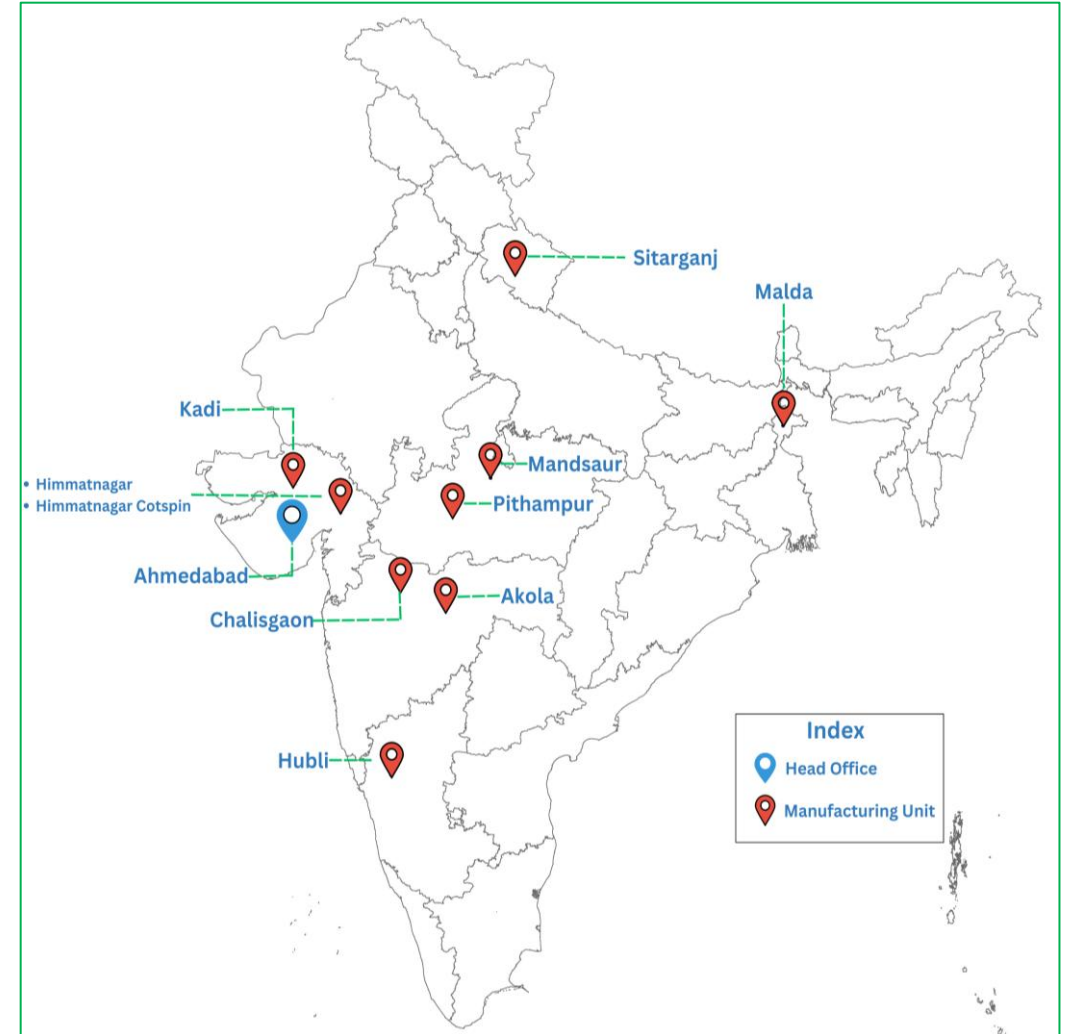 Sitarganj
Malda
Kadi
Mandsaur
• Himmatnagar
• Himmatnagar Cotspin
Pithampur
Ahmedabad
Akola
Chalisgaon
Index
Hubli
Head Office
Manufacturing Unit